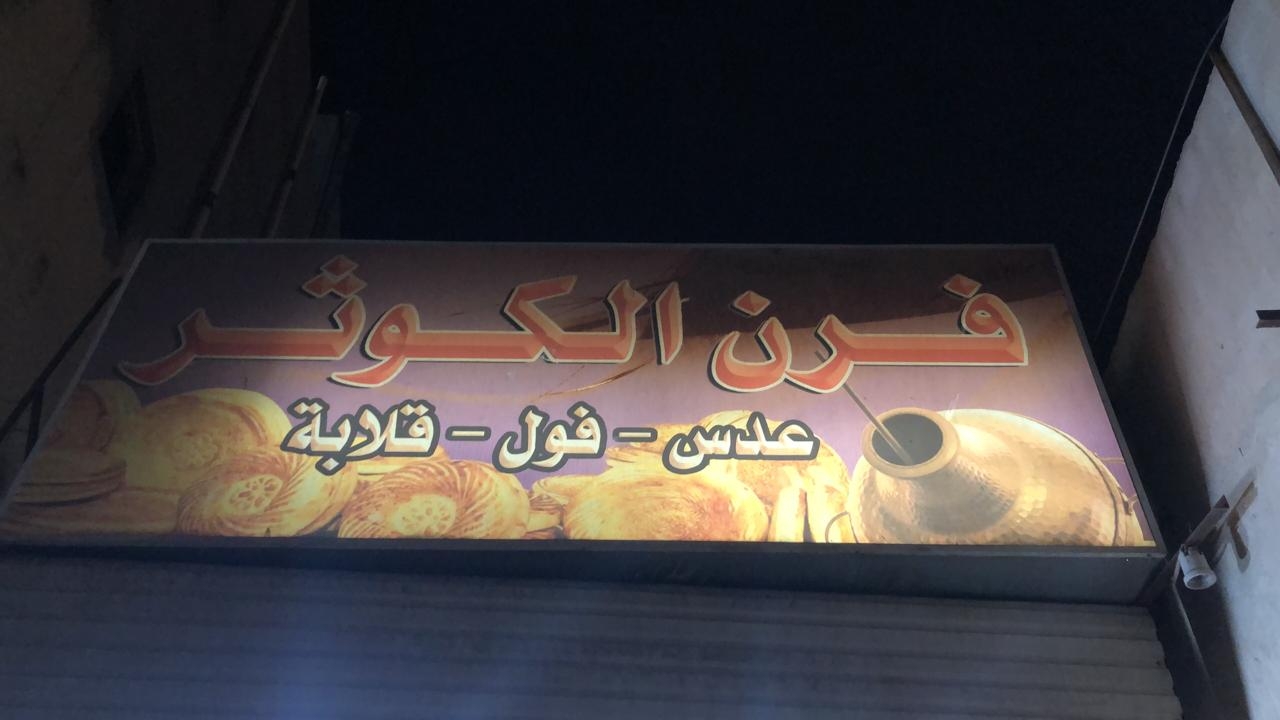 فرن الكوثر
عدس - فول - قلابة